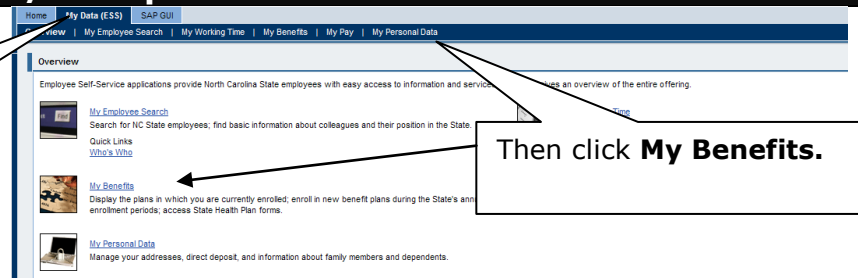 Home My Data (ESS) SAP GUI
Overview | My Employee Search | My Working Time | My Benefits | My Pay | My Personal Data
Overview
Employee Self-Service applications provide North Carolina State employees with easy access to information and ves an overview of the entire offering.
My Employee Search
Search for NC State employees; find basic information about colleagues and their position in the State.
Quick Links
Who's Who
Time
Then click My Benefits.
My Benefits
Display the plans in which you are currently enrolled; enroll in new benefit plans during the State's
enrollment periods; access State Health Plan forms.
My Personal Data
Manage your addresses, direct deposit, and information about family members and dependents.